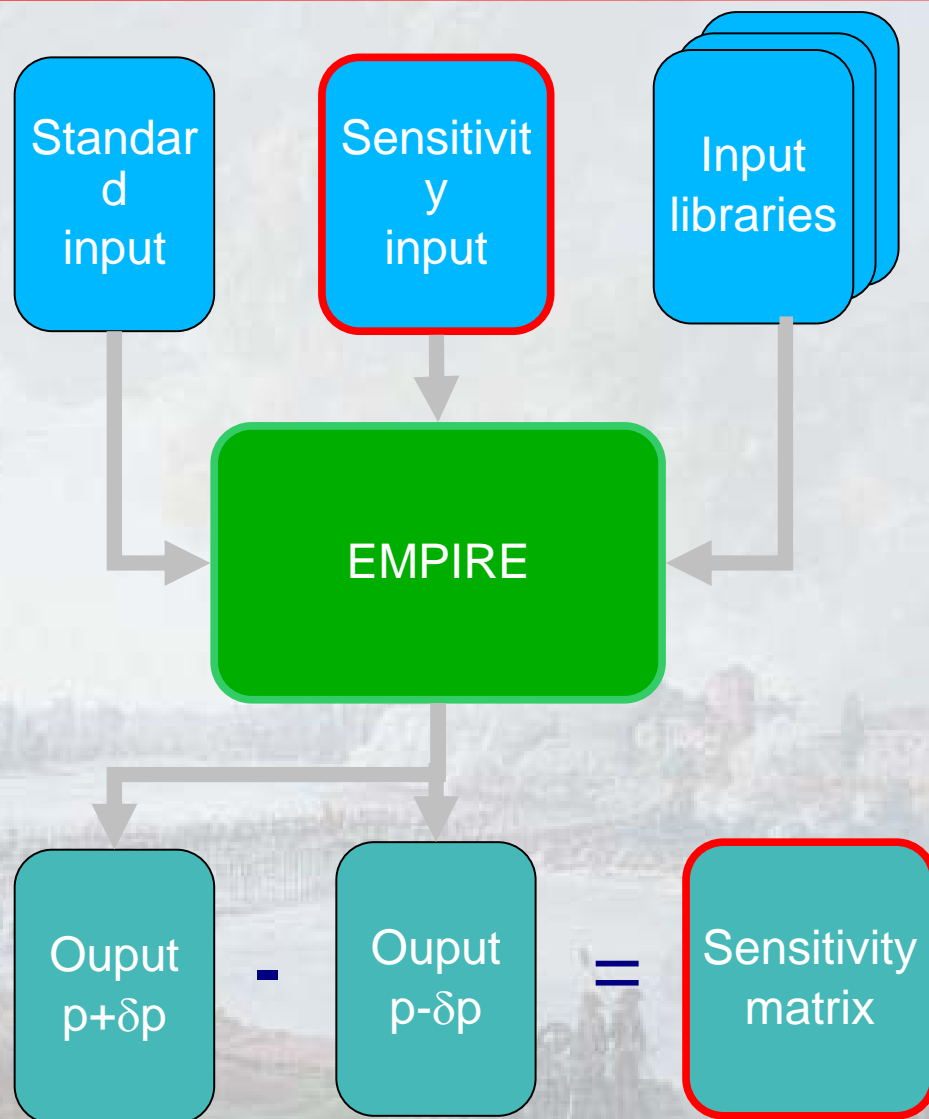 Standar
d
input
Sensitivit
y
input
Input
libraries
EMPIRE
Ouput
p+δp
-
Ouput
p-δp
=
Sensitivity
matrix